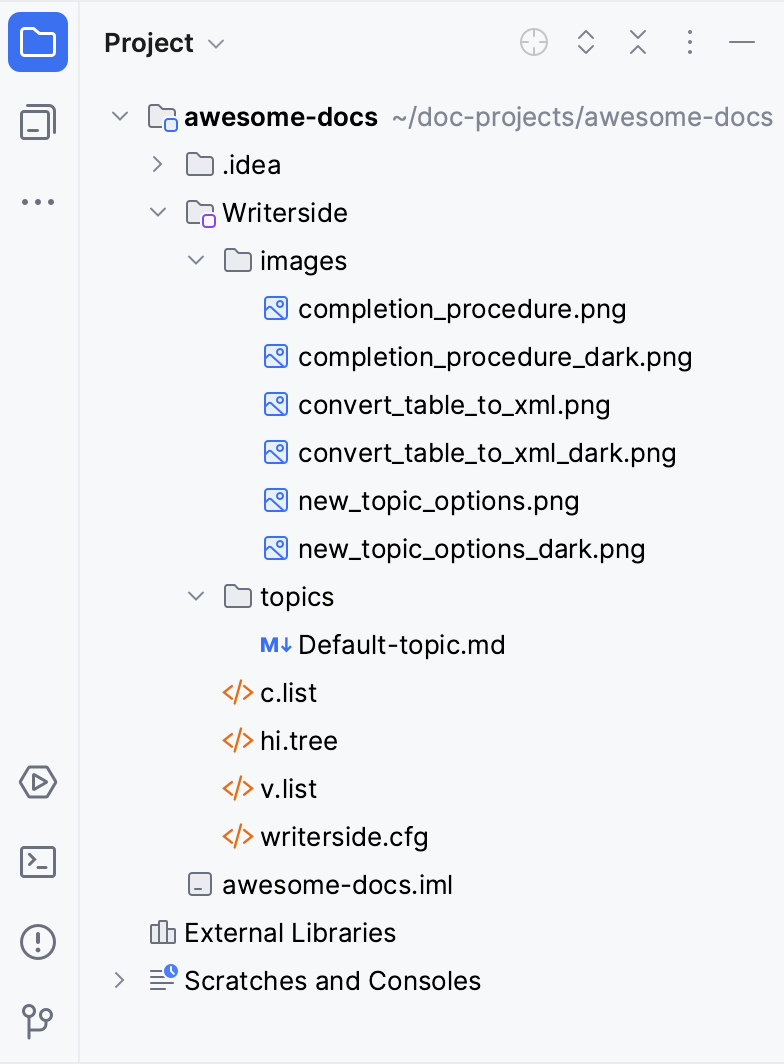 Project
awesome-docs ~/doc-projects/awesome-docs
.idea
Writerside
images
completion_procedure.png
completion_procedure_dark.png
convert_table_to_xml.png
convert_table_to_xml_dark.png
new_topic_options.png
new_topic_options_dark.png
topics
M↓ Default-topic.md
</> c.list
</> hi.tree
</> v.list
</> writerside.cfg
awesome-docs.iml
External Libraries
Scratches and Consoles